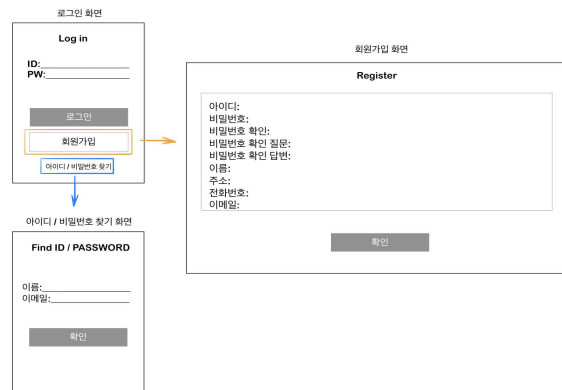 로그인 화면
Log in
ID:
PW:
로그인
회원가입
아이디 / 비밀번호 찾기
회원가입 화면
Register
아이디:
비밀번호:
비밀번호 확인:
비밀번호 확인 질문:
비밀번호 확인 답변:
이름:
주소:
전화번호:
이메일:
확인
아이디 / 비밀번호 찾기 화면
Find ID / PASSWORD
이름:
이메일:
확인